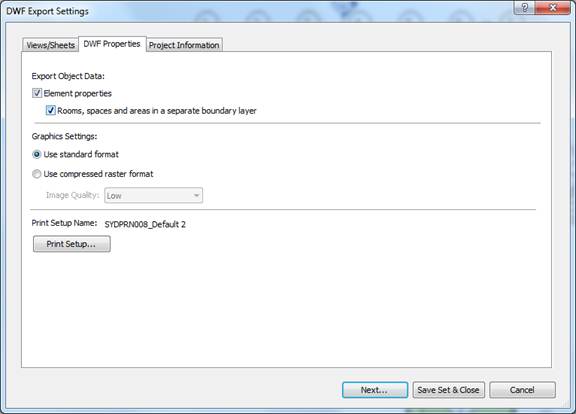 DWF Export Settings
Views/Sheets DWF Properties Project Information
Export Object Data:
Element properties
Rooms, spaces and areas in a separate boundary layer
Graphics Settings:
Use standard format
Use compressed raster format
Image Quality: Low
Print Setup Name: SYDPRN008_Default 2
Print Setup...
Next... Save Set & Close Cancel